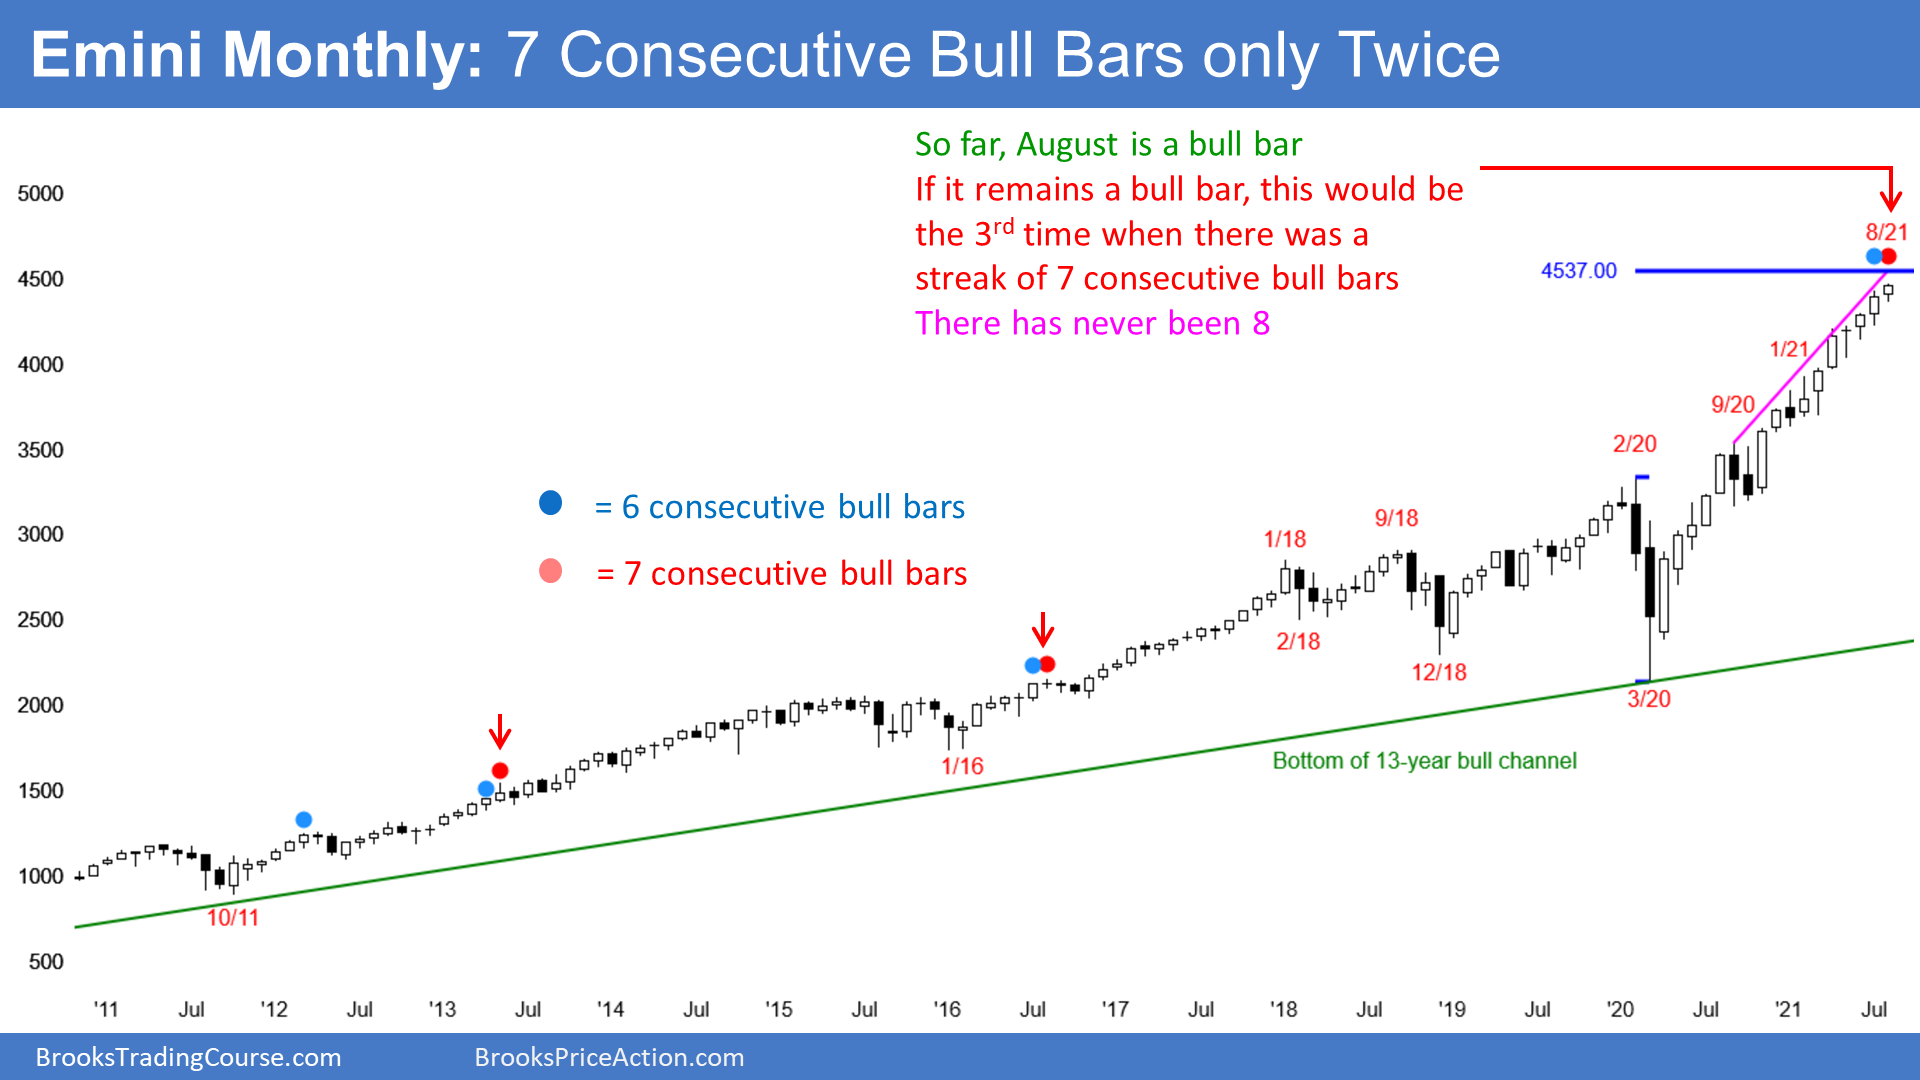 Emini Monthly: 7 Consecutive Bull Bars only Twice
So far, August is a bull bar
If it remains a bull bar, this would be
the 3rd time when there was a
streak of 7 consecutive bull bars
There has never been 8
8/21
4537.00
5000
4500
4000
3500
3000
2500
2000
1500
1000
500
1/21
9/20
2/20
= 6 consecutive bull bars
= 7 consecutive bull bars
1/18
9/18
2/18
12/18
3/20
1/16
Bottom of 13-year bull channel
10/11
'11 Jul '12 Jul '13 Jul '14 Jul '15 Jul '16 Jul '17 Jul '18 Jul '19 Jul '20 Jul '21 Jul
BrooksTradingCourse.com BrooksPriceAction.com